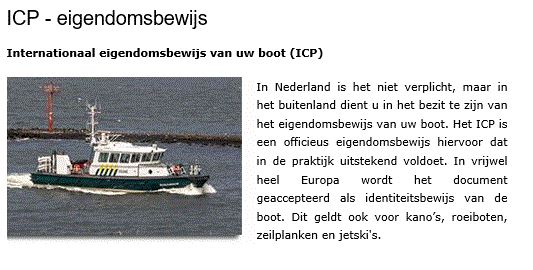 ICP - eigendomsbewijs
Internationaal eigendomsbewijs van uw boot (ICP)
In Nederland is het niet verplicht, maar in
het buitenland dient u in het bezit te zijn van
het eigendomsbewijs van uw boot. Het ICP is
een officieus eigendomsbewijs hiervoor dat
in de praktijk uitstekend voldoet. In vrijwel
heel Europa wordt het document
geaccepteerd als identiteitsbewijs van de
boot. Dit geldt ook voor kano's, roeiboten,
zeilplanken en jetski's.